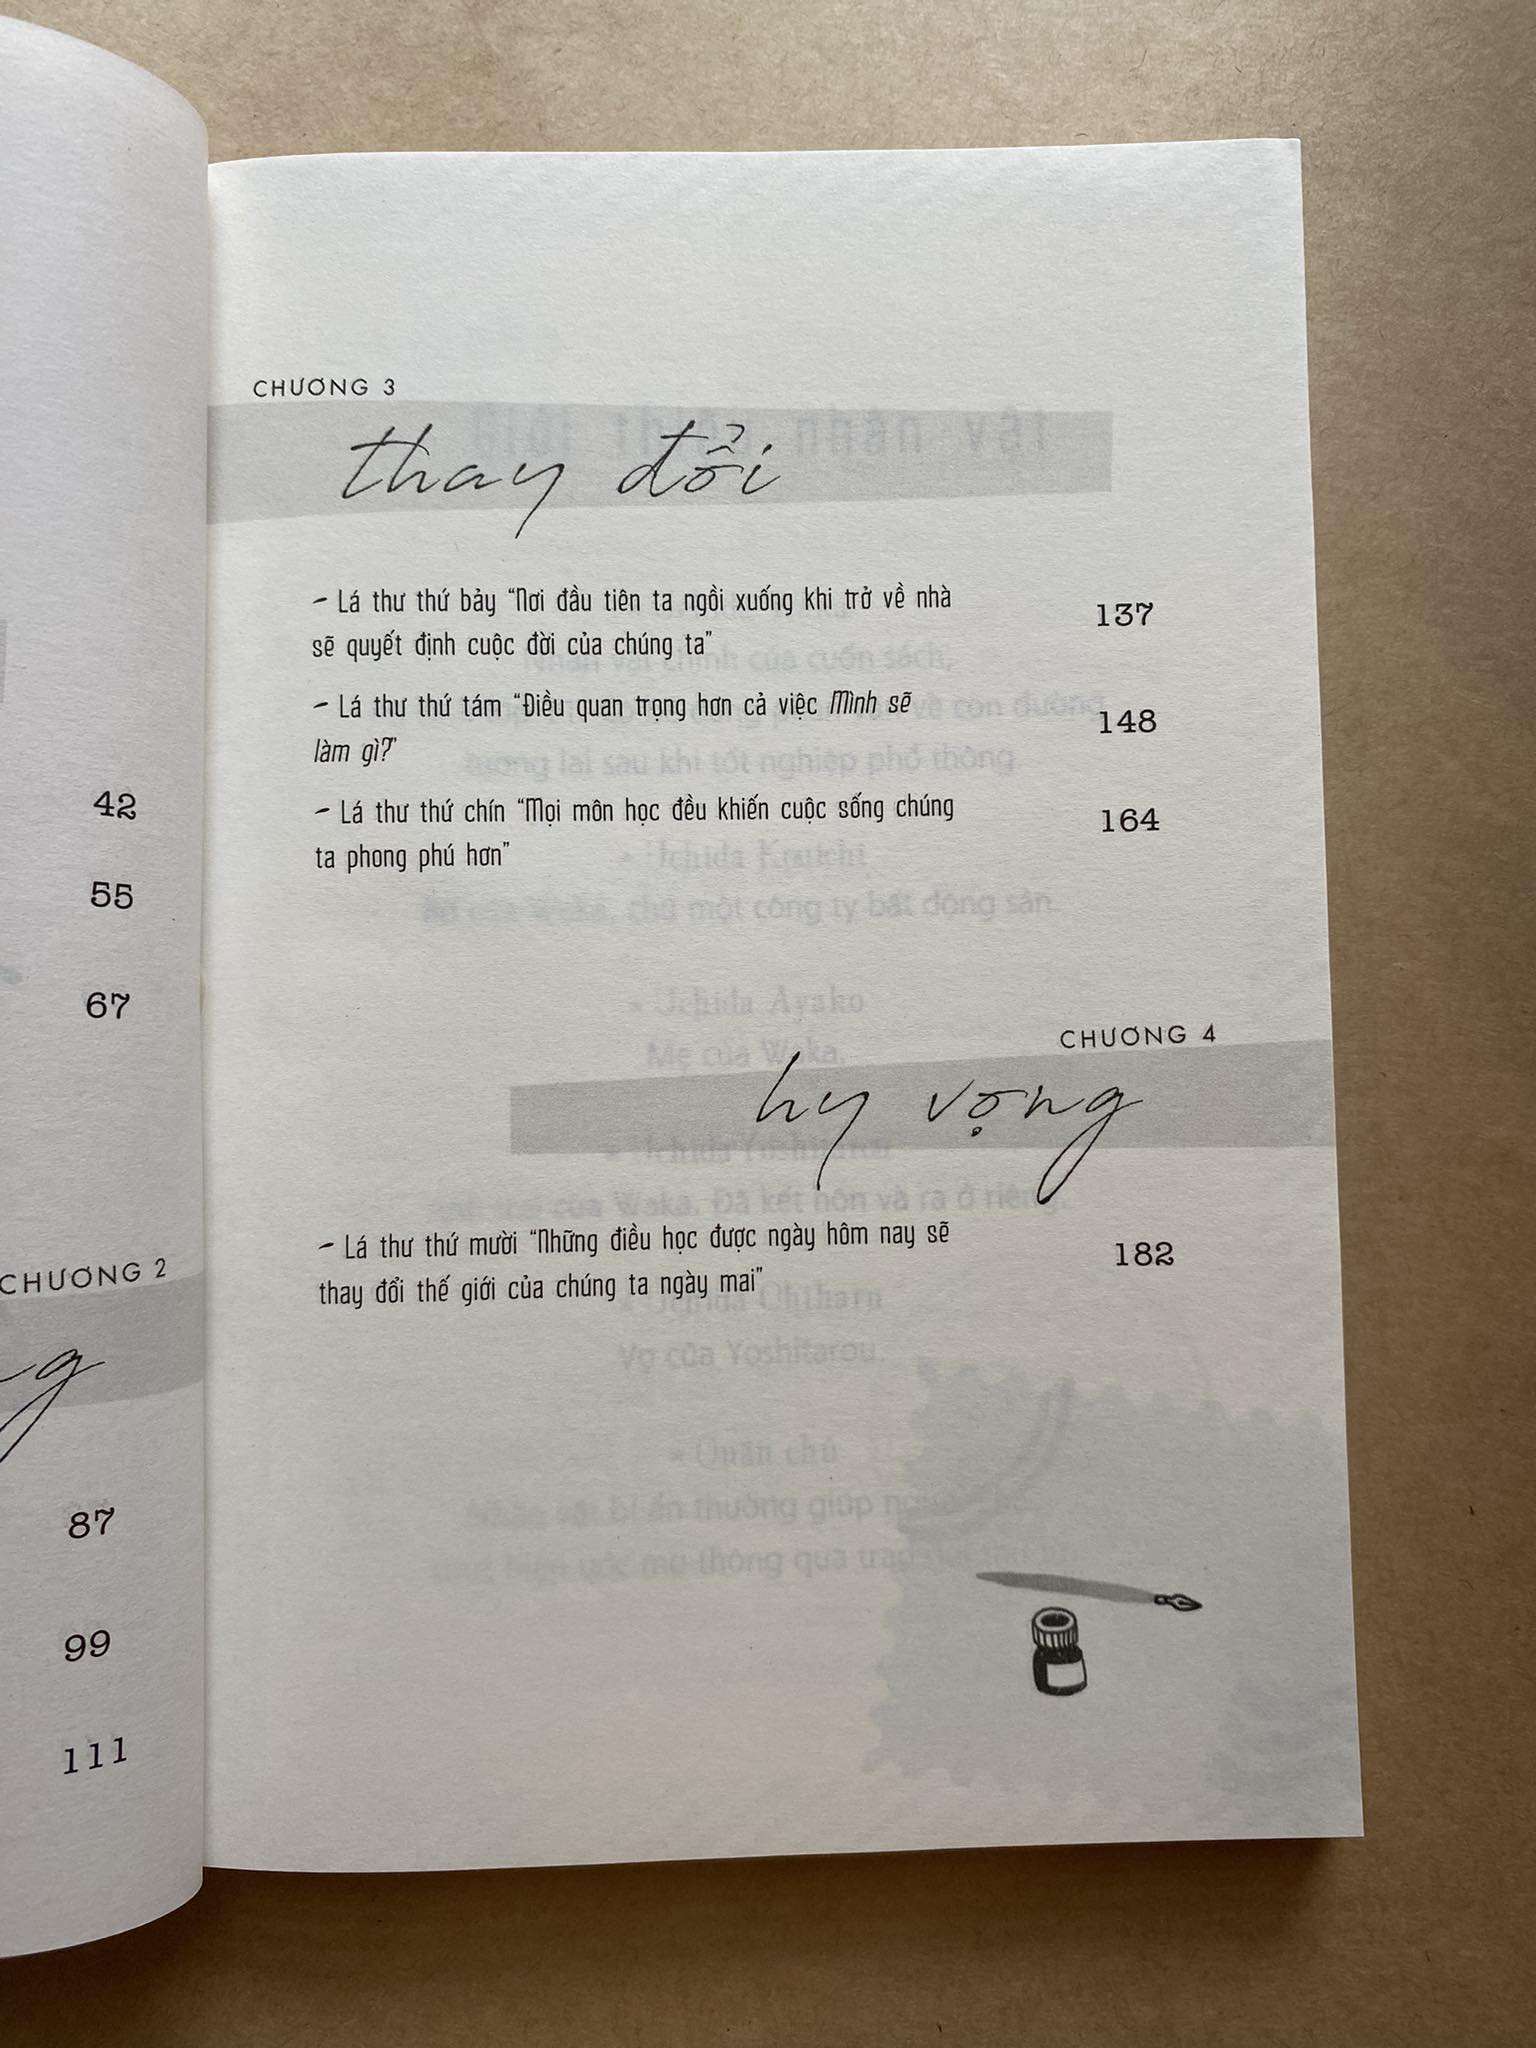 42
55
67
CHƯƠNG 2
g
87
99
111
CHƯƠNG 3
thay đổi
– Lá thư thứ bảy “Nơi đầu tiên ta ngồi xuống khi trở về nhà
sẽ quyết định cuộc đời của chúng ta”
137
– Lá thư thứ tám “Điều quan trọng hơn cả việc Mình sẽ
làm gì?”
148
– Lá thư thứ chín “Mọi môn học đều khiến cuộc sống chúng
ta phong phú hơn”
164
CHƯƠNG 4
hy vọng
– Lá thư thứ mười “Những điều học được ngày hôm nay sẽ
thay đổi thế giới của chúng ta ngày mai”
182